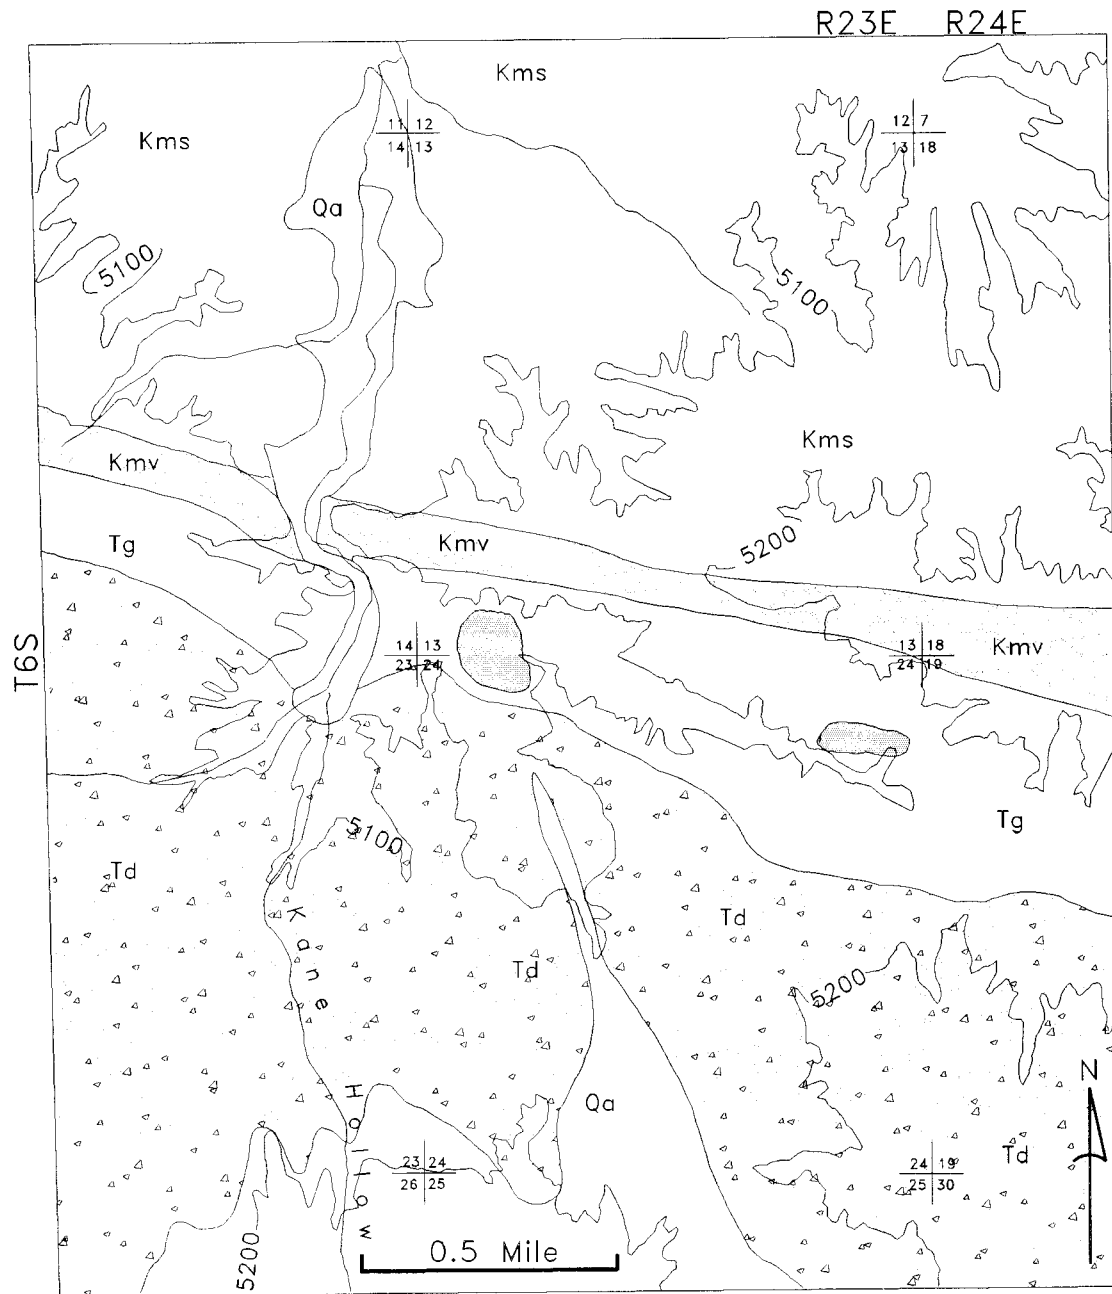 R23E R24E
Kms
11 12
14 13
12 7
13 18
Kms
Qa
5100
5100
Kms
Kmv
5200
Kmv
Tg
T6S
14 13
23 24
13 18
24 19
Kmv
Tg
5100
Td
Td
Kane Hollow
Td
5200
N
Qa
23 24
26 25
24 19
25 30
Td
5200
0.5 Mile